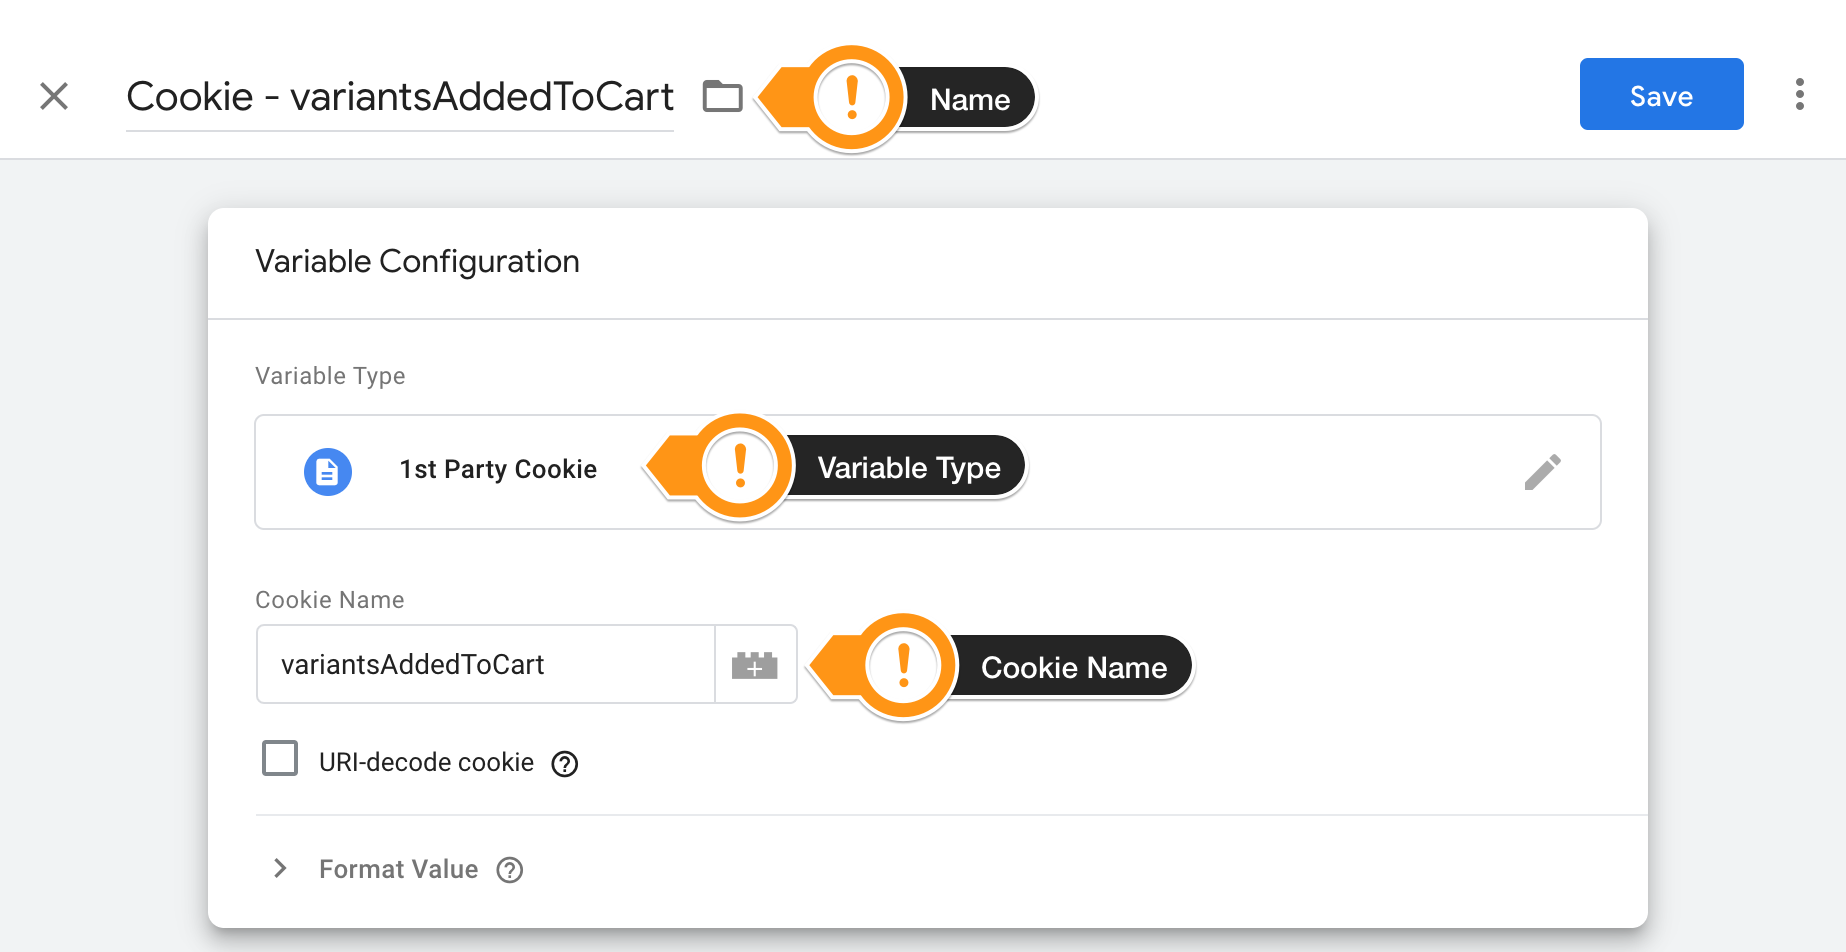 Cookie - variantsAddedToCart
! Name
Save
Variable Configuration
Variable Type
1st Party Cookie
! Variable Type
Cookie Name
variantsAddedToCart
! Cookie Name
URI-decode cookie ?
Format Value ?